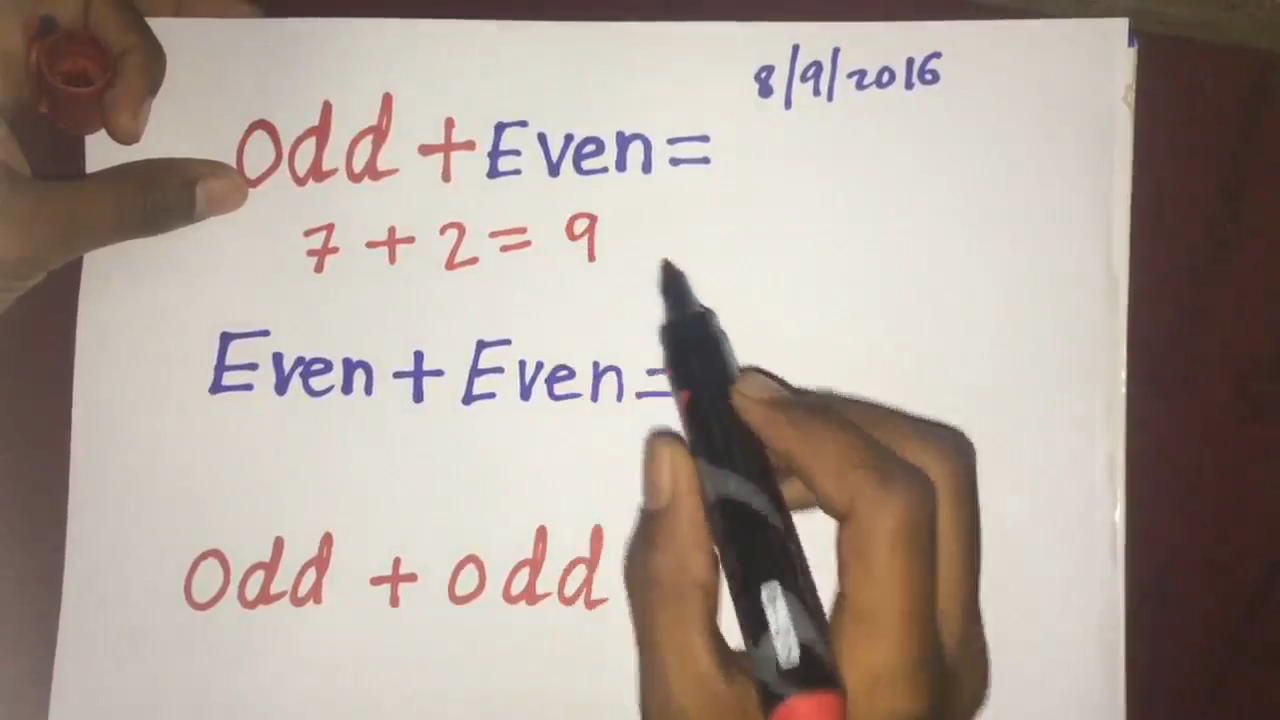 8/9/2016
Odd + Even =
7 + 2 = 9
Even + Even =
Odd + Odd